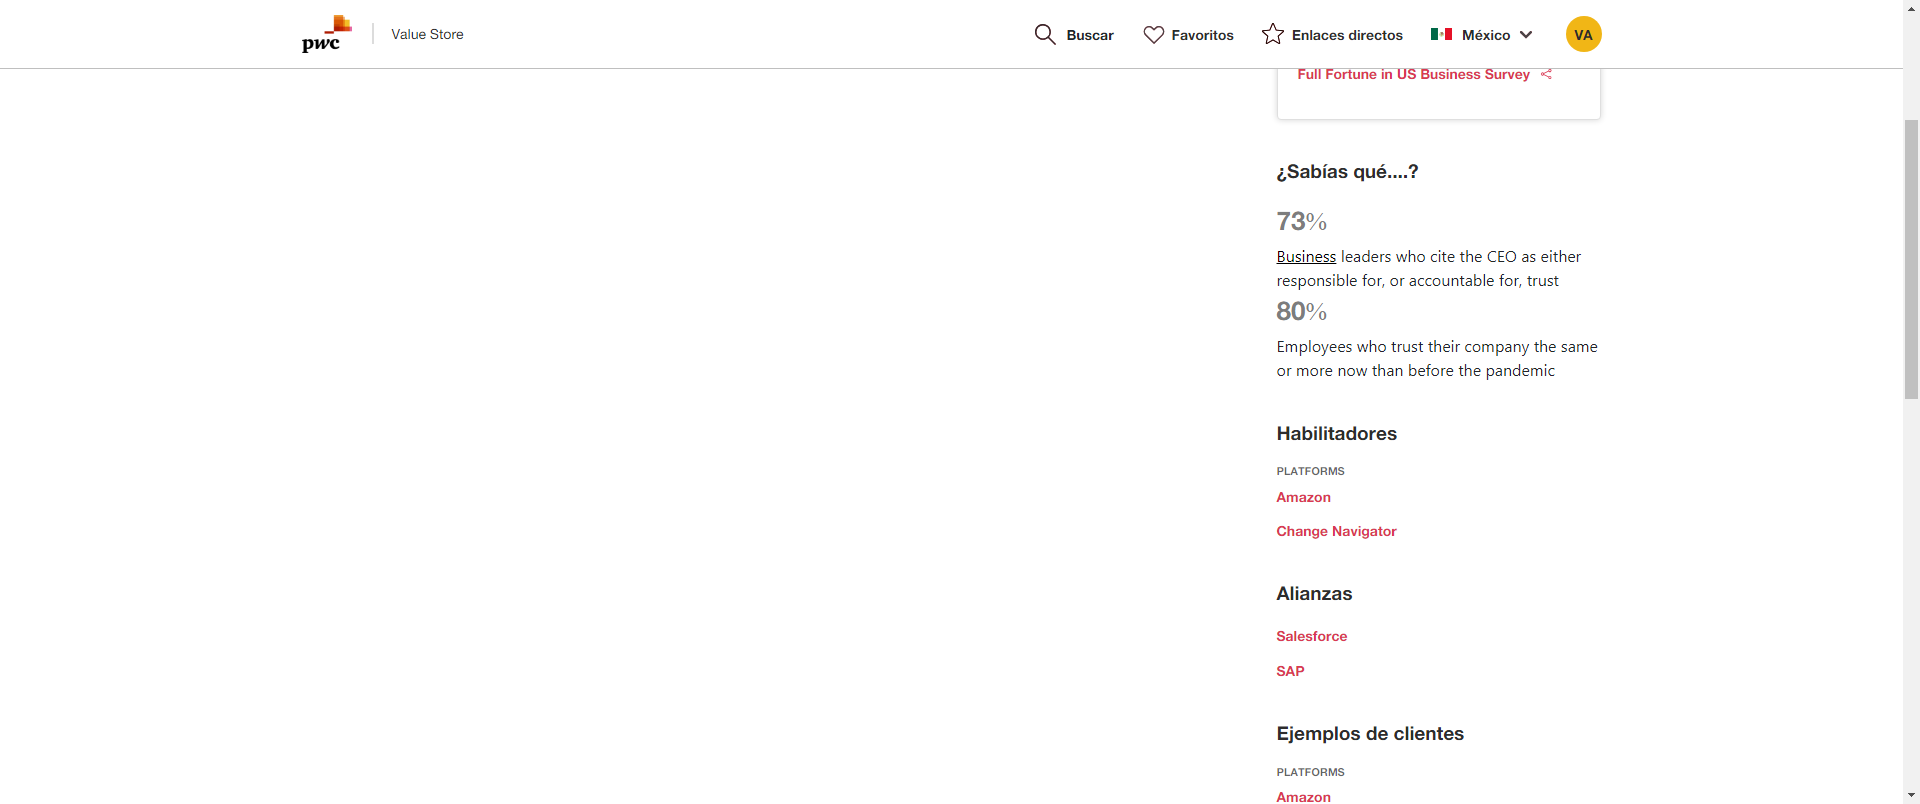 pwc
Value Store
Buscar
Favoritos
Enlaces directos
México
VA
Full Fortune in US Business Survey
¿Sabías qué....?
73%
Business leaders who cite the CEO as either
responsible for, or accountable for, trust
80%
Employees who trust their company the same
or more now than before the pandemic
Habilitadores
PLATFORMS
Amazon
Change Navigator
Alianzas
Salesforce
SAP
Ejemplos de clientes
PLATFORMS
Amazon